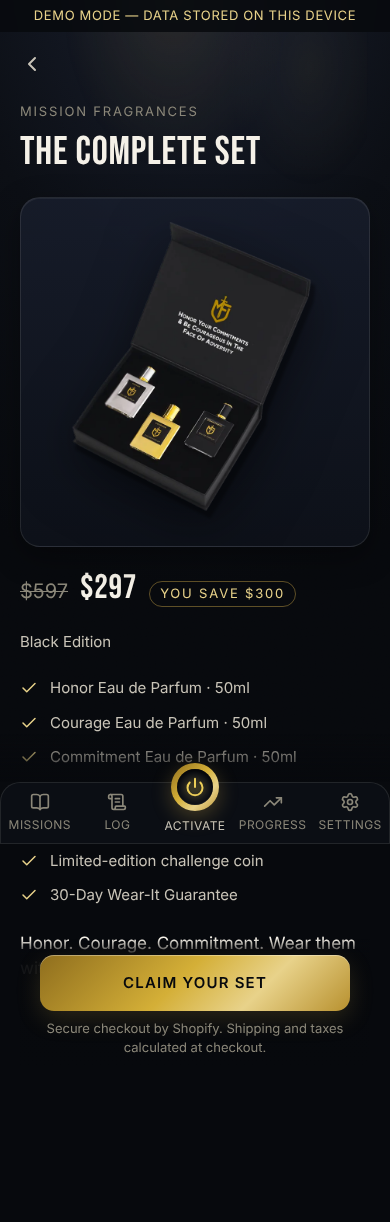 DEMO MODE — DATA STORED ON THIS DEVICE
MISSION FRAGRANCES
THE COMPLETE SET
HONOR YOUR COMMITMENTS
& BE COURAGEOUS IN THE
FACE OF ADVERSITY
$597 $297 YOU SAVE $300
Black Edition
Honor Eau de Parfum · 50ml
Courage Eau de Parfum · 50ml
Commitment Eau de Parfum · 50ml
MISSIONS LOG ACTIVATE PROGRESS SETTINGS
Limited-edition challenge coin
30-Day Wear-It Guarantee
Honor. Courage. Commitment. Wear them
CLAIM YOUR SET
Secure checkout by Shopify. Shipping and taxes
calculated at checkout.